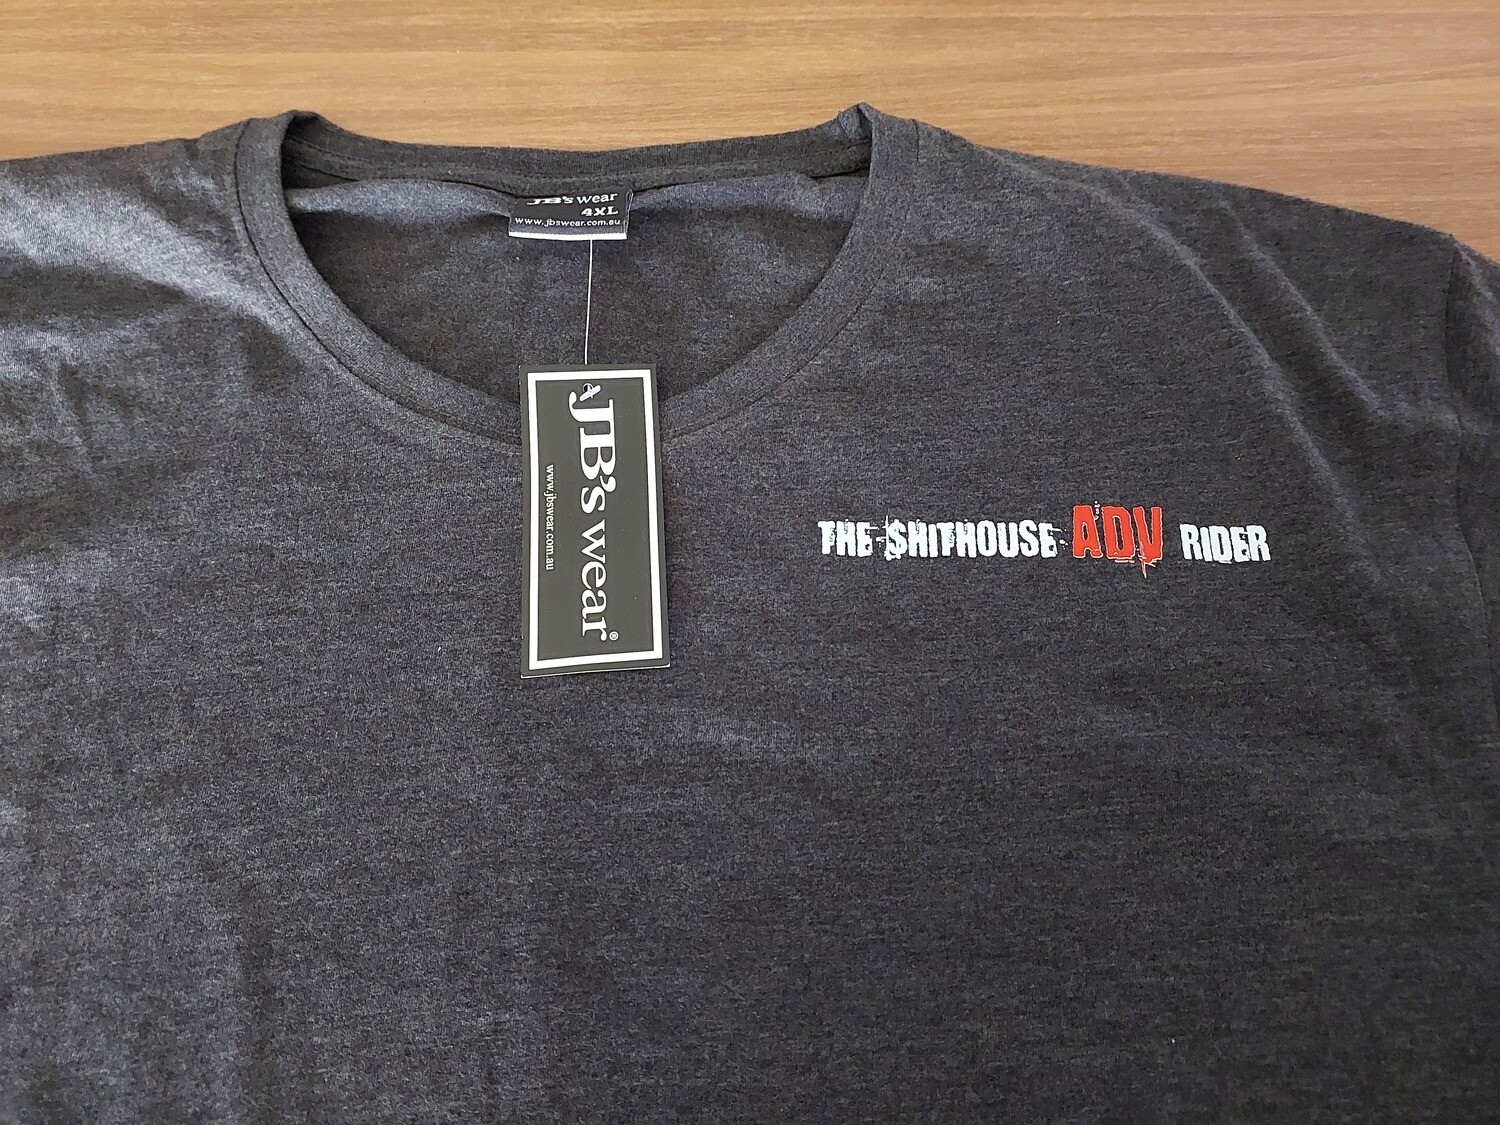 JB's wear
4XL
www.jbswear.com.au
JB's wear®
www.jbswear.com.au
THE $HITHOUSE ADV RIDER